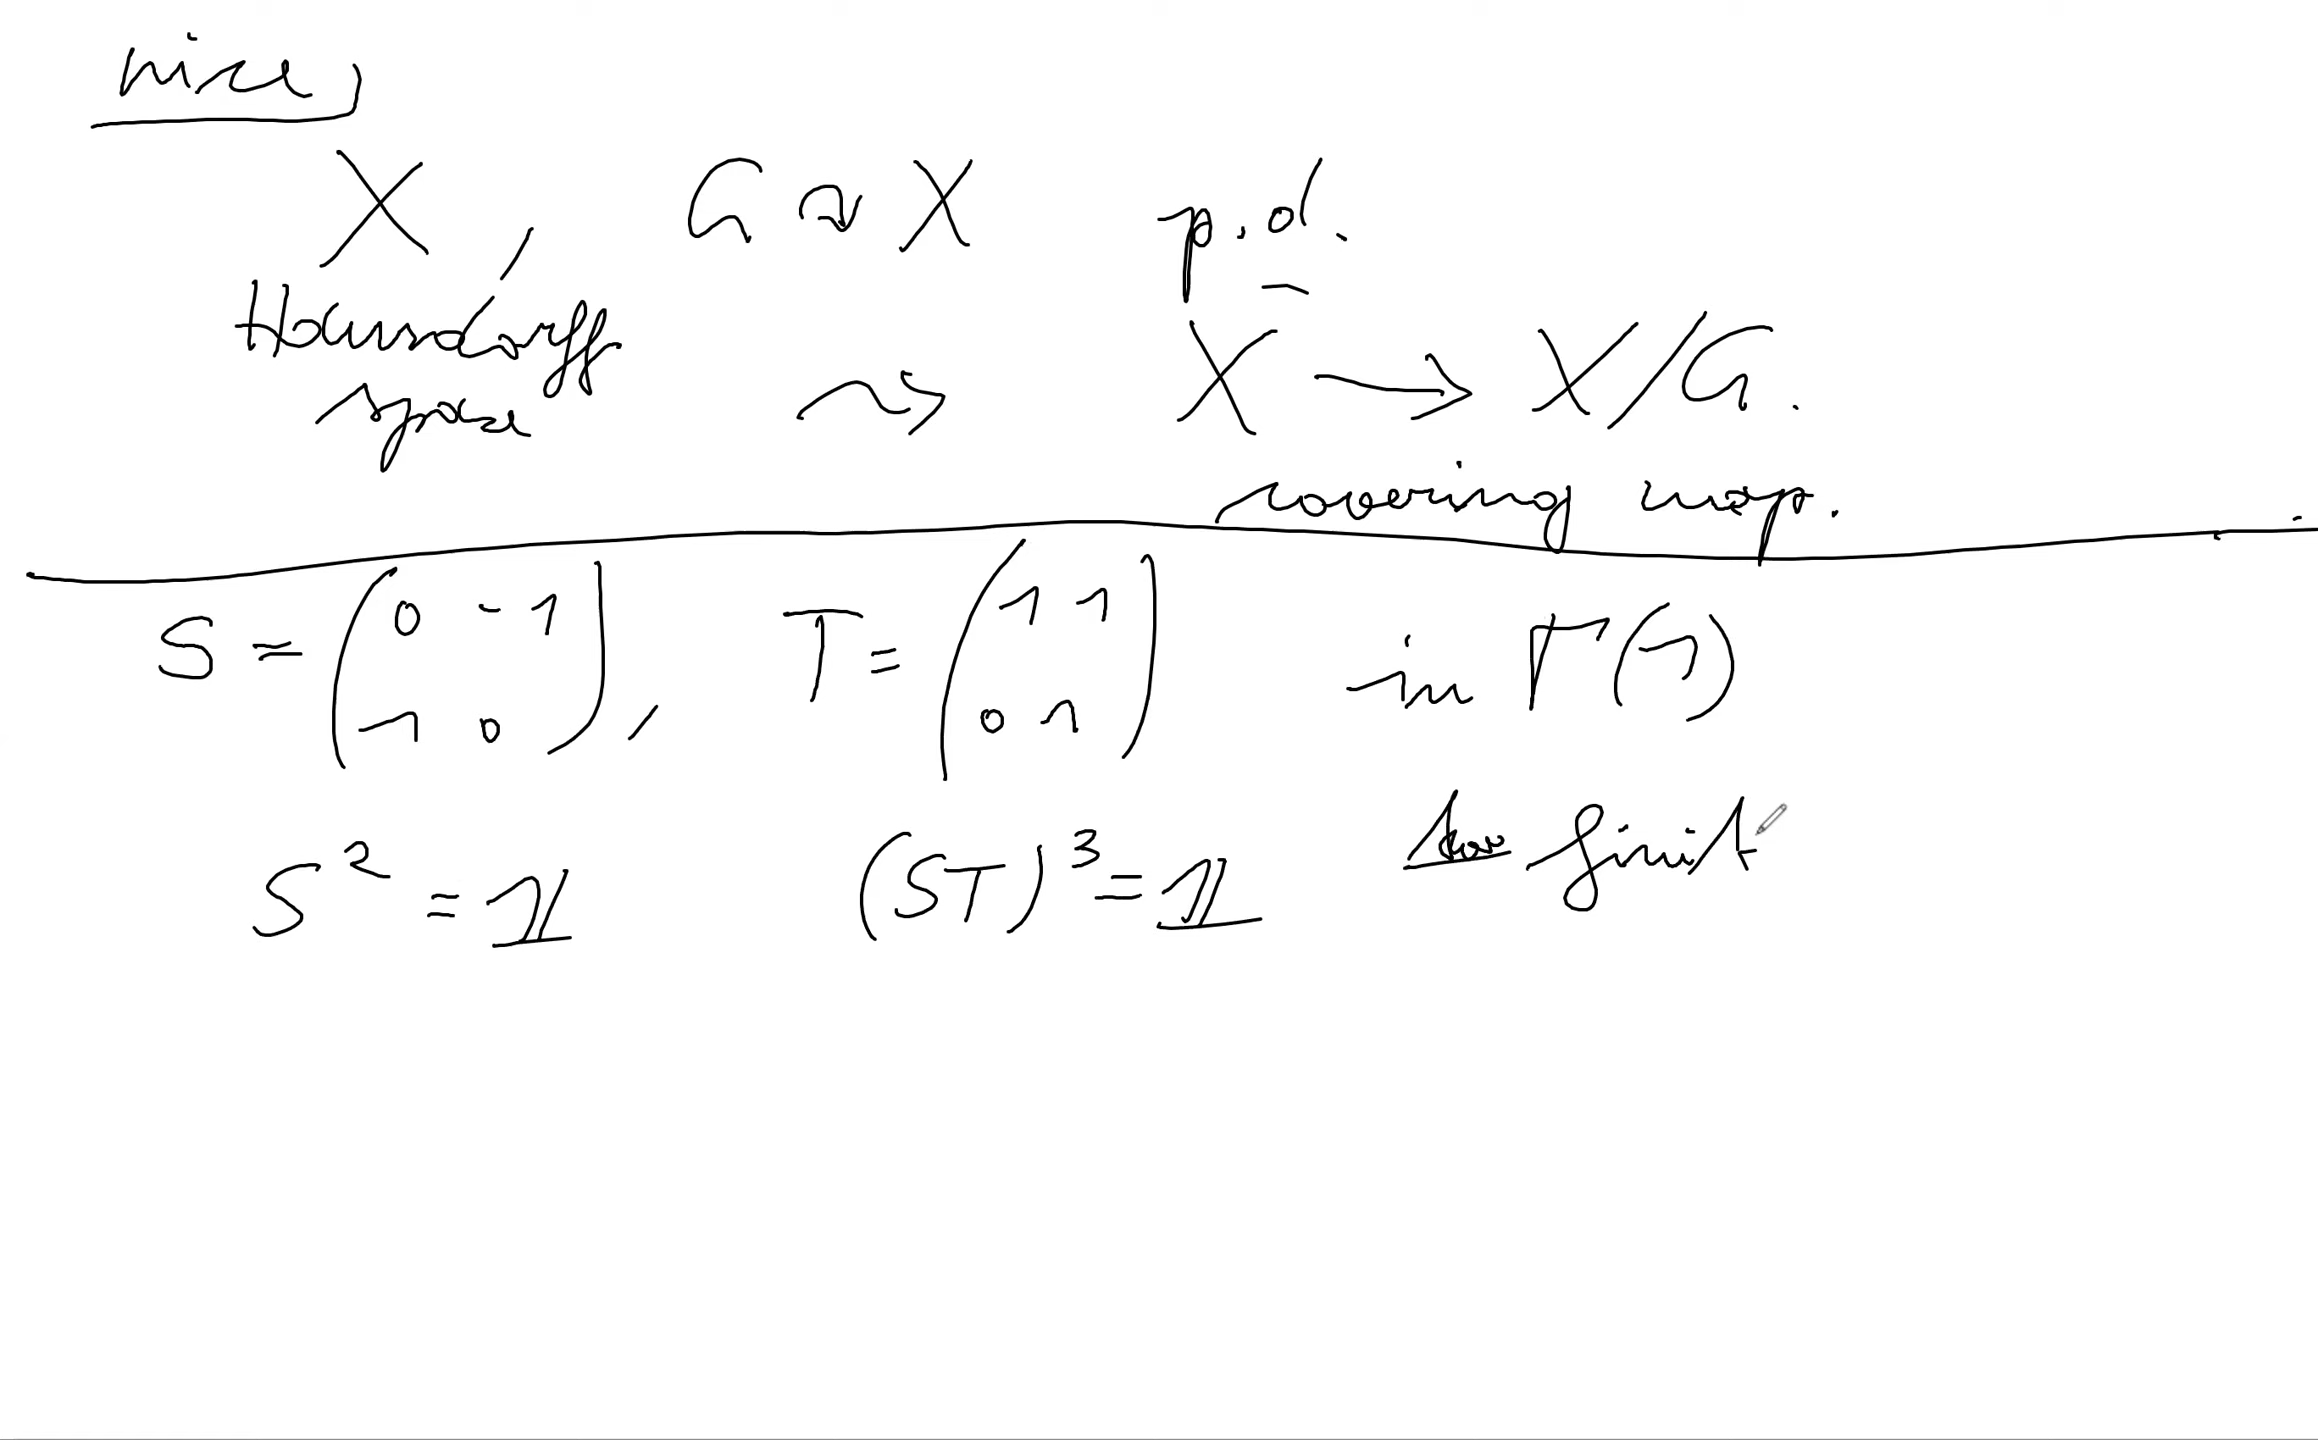 nice
X, G ↷ X p.d.
Hausdorff
space
⇝ X → X/G.
covering map.
S = (0 -1; 1 0), T = (1 1; 0 1) in Γ(1)
S² = 𝟙 (ST)³ = 𝟙 finit